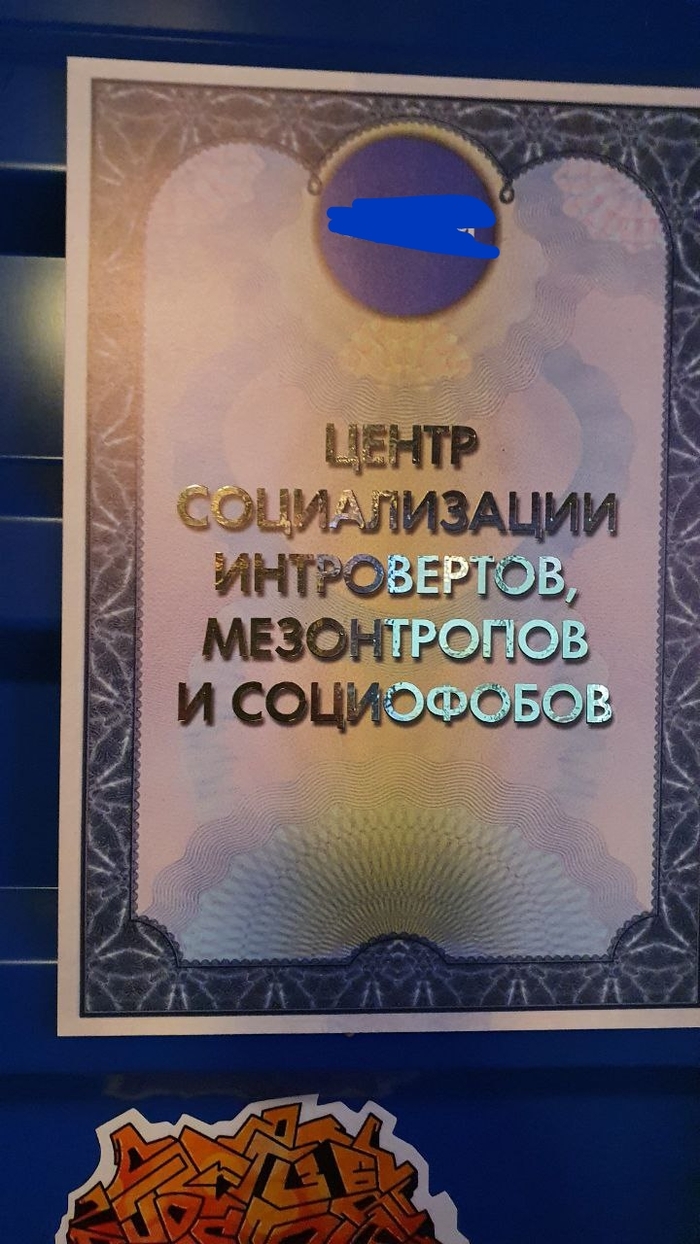 ЦЕНТР
СОЦИАЛИЗАЦИИ
ИНТРОВЕРТОВ,
МЕЗОНТРОПОВ
И СОЦИОФОБОВ